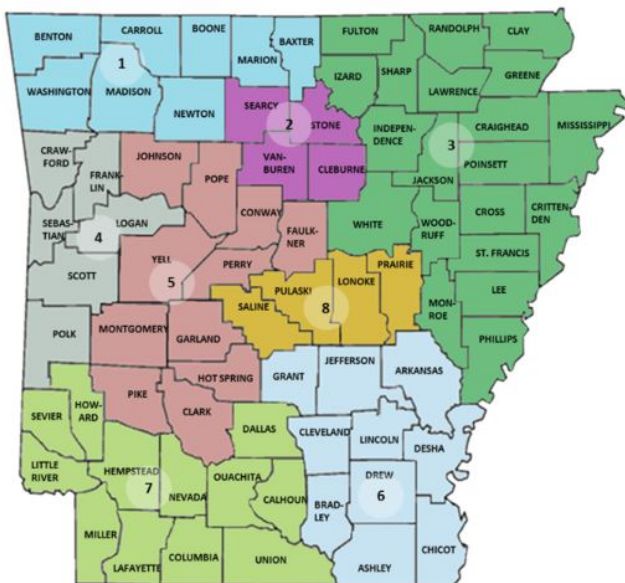 BENTON
CARROLL
BOONE
MARION
BAXTER
FULTON
RANDOLPH
CLAY
1
WASHINGTON
MADISON
NEWTON
SEARCY
STONE
2
IZARD
SHARP
LAWRENCE
GREENE
CRAW-
FORD
FRANK-
LIN
JOHNSON
POPE
VAN-
BUREN
CLEBURNE
INDEPEN-
DENCE
3
CRAIGHEAD
MISSISSIPPI
POINSETT
JACKSON
SEBAS-
TIAN
4
LOGAN
CONWAY
FAULK-
NER
WHITE
WOOD-
RUFF
CROSS
CRITTEN
DEN
SCOTT
YELL
5
PERRY
PULASKI
LONOKE
PRAIRIE
ST. FRANCIS
SALINE
8
MON-
ROE
LEE
POLK
MONTGOMERY
GARLAND
PHILLIPS
HOT SPRING
GRANT
JEFFERSON
ARKANSAS
SEVIER
HOW-
ARD
PIKE
CLARK
DALLAS
CLEVELAND
LINCOLN
DESHA
LITTLE
RIVER
HEMPSTEAD
7
NEVADA
OUACHITA
CALHOUN
BRAD-
LEY
DREW
6
MILLER
LAFAYETTE
COLUMBIA
UNION
ASHLEY
CHICOT